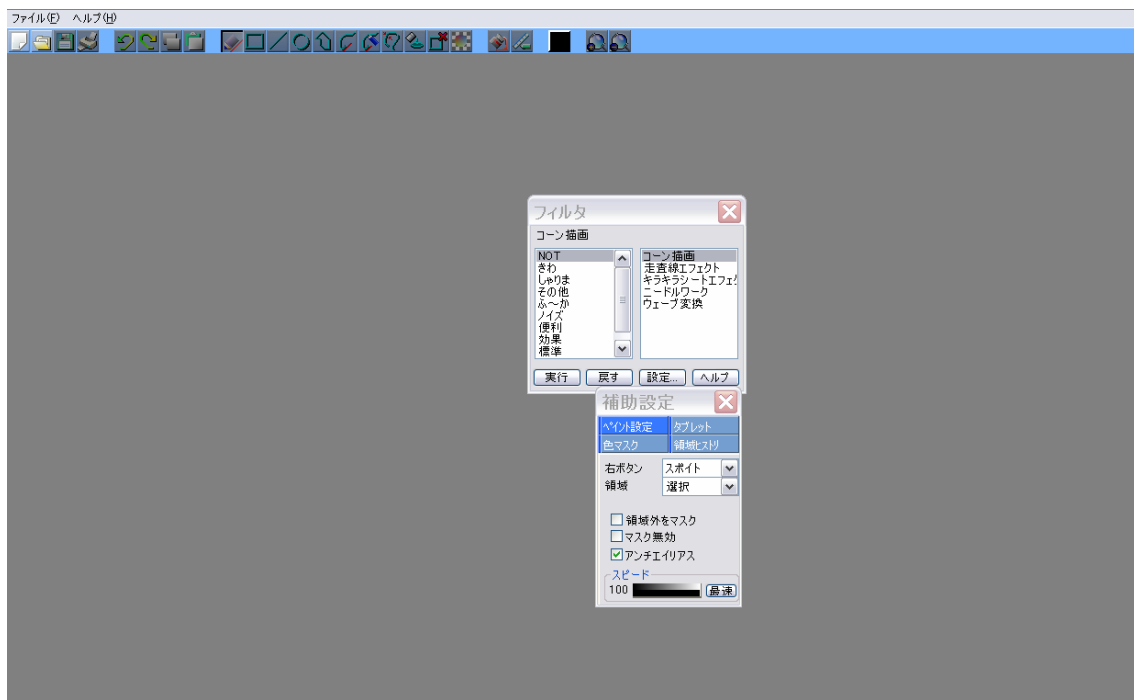 ファイル(F) ヘルプ(H)
フィルタ
コーン描画
NOT
きわ
しゃりま
その他
ふ～か
ノイズ
便利
効果
標準
コーン描画
走査線エフェクト
キラキラシートエフェク
ニードルワーク
ウェーブ変換
実行 戻す 設定... ヘルプ
補助設定
ペイント設定 タブレット
色マスク 領域ヒストリ
右ボタン スポイト
領域 選択
領域外をマスク
マスク無効
アンチエイリアス
スピード
100 最速